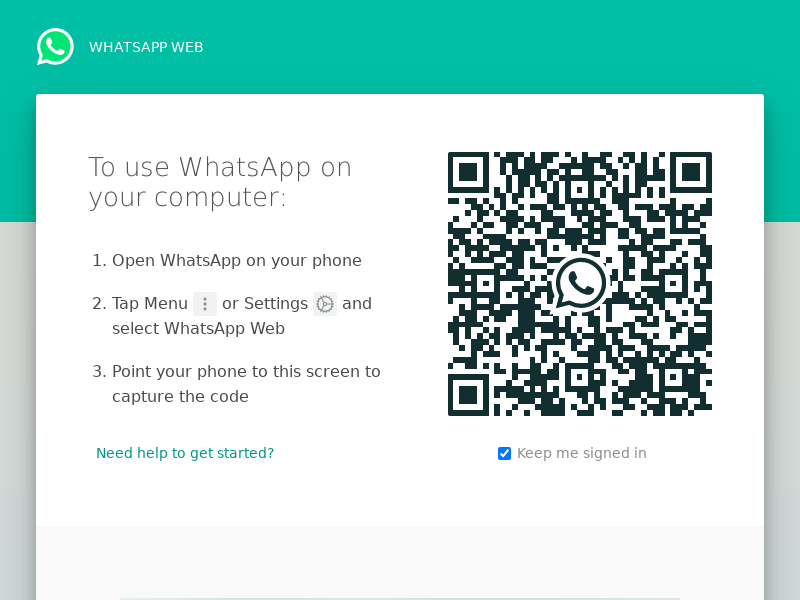 WHATSAPP WEB
To use WhatsApp on
your computer:
1. Open WhatsApp on your phone
2. Tap Menu or Settings and
select WhatsApp Web
3. Point your phone to this screen to
capture the code
Need help to get started?
Keep me signed in